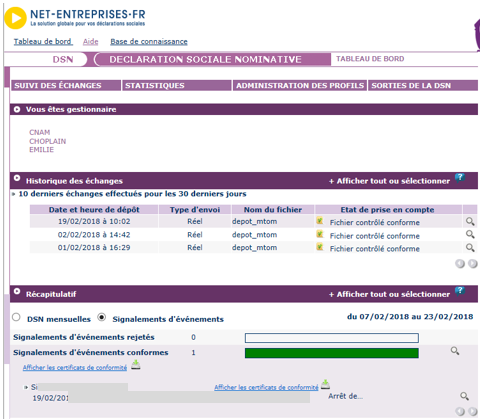 NET-ENTREPRISES·FR
La solution globale pour vos déclarations sociales
Tableau de bord Aide Base de connaissance
DSN DECLARATION SOCIALE NOMINATIVE TABLEAU DE BORD
SUIVI DES ÉCHANGES STATISTIQUES ADMINISTRATION DES PROFILS SORTIES DE LA DSN
Vous êtes gestionnaire
CNAM
CHOPLAIN
EMILIE
Historique des échanges + Afficher tout ou sélectionner ?
» 10 derniers échanges effectués pour les 30 derniers jours
Date et heure de dépôt Type d'envoi Nom du fichier Etat de prise en compte
19/02/2018 à 10:02 Réel depot_mtom Fichier contrôlé conforme
02/02/2018 à 14:42 Réel depot_mtom Fichier contrôlé conforme
01/02/2018 à 16:29 Réel depot_mtom Fichier contrôlé conforme
Récapitulatif + Afficher tout ou sélectionner ?
DSN mensuelles Signalements d'événements du 07/02/2018 au 23/02/2018
Signalements d'événements rejetés 0
Signalements d'événements conformes 1
Afficher les certificats de conformité
» Si Afficher les certificats de conformité
19/02/201 Arrêt de...